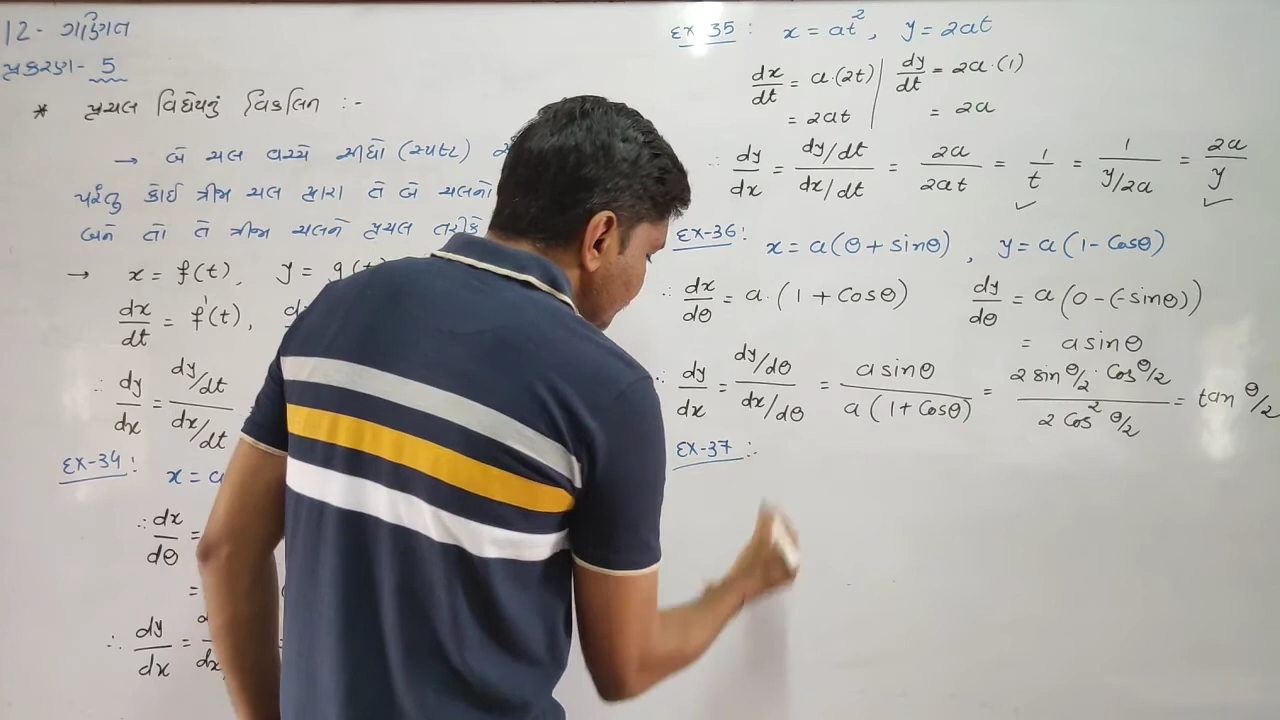 12 - ગણિત
પ્રકરણ - 5
* પ્રચલ વિધેયનું વિકલન :-
→ બે ચલ વચ્ચે સીધો (સ્પષ્ટ)
પરંતુ કોઈ ત્રીજા ચલ દ્વારા તે બે ચલનો
બને તો તે ત્રીજા ચલને પ્રચલ તરીકે
→ x = f(t), y = g(t)
dx/dt = f'(t),
∴ dy/dx = (dy/dt)/(dx/dt)
Ex-34 : x = a
∴ dx/dθ =
=
∴ dy/dx =
Ex 35 : x = at², y = 2at
dx/dt = a·(2t) | dy/dt = 2a·(1)
= 2at | = 2a
∴ dy/dx = (dy/dt)/(dx/dt) = 2a/2at = 1/t = 1/(y/2a) = 2a/y
✓ ✓
Ex-36 : x = a(θ + sinθ), y = a(1 - cosθ)
∴ dx/dθ = a·(1 + cosθ) dy/dθ = a(0 - (-sinθ))
= a sinθ
∴ dy/dx = (dy/dθ)/(dx/dθ) = a sinθ/a(1 + cosθ) = 2 sin θ/2 · cos θ/2 / 2 cos² θ/2 = tan θ/2
Ex-37 :